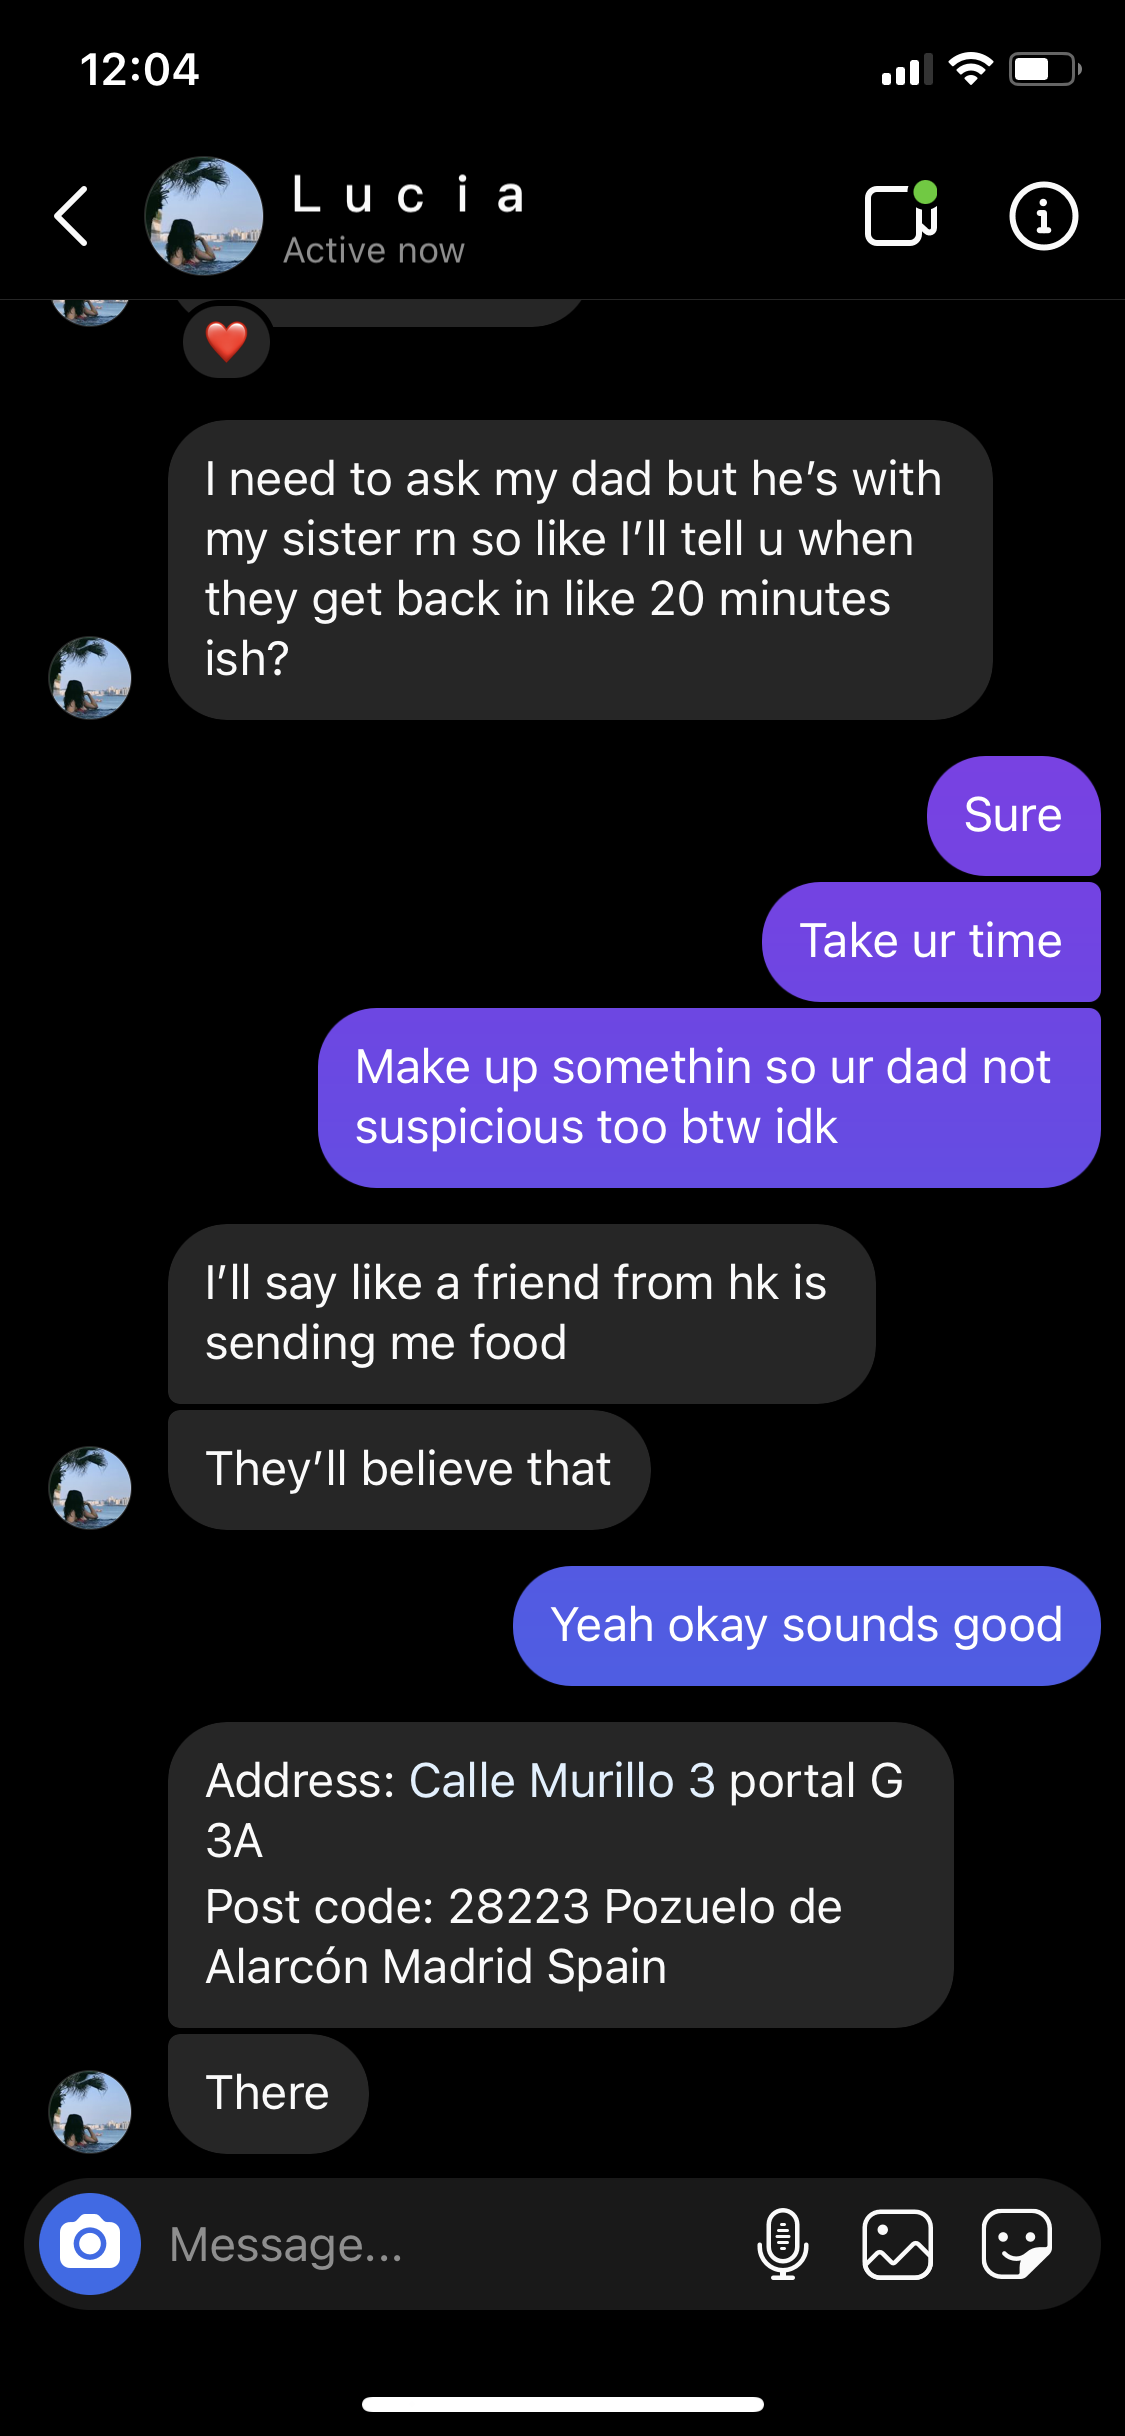 12:04
Lucia
Active now
I need to ask my dad but he's with
my sister rn so like I'll tell u when
they get back in like 20 minutes
ish?
Sure
Take ur time
Make up somethin so ur dad not
suspicious too btw idk
I'll say like a friend from hk is
sending me food
They'll believe that
Yeah okay sounds good
Address: Calle Murillo 3 portal G
3A
Post code: 28223 Pozuelo de
Alarcón Madrid Spain
There
Message...